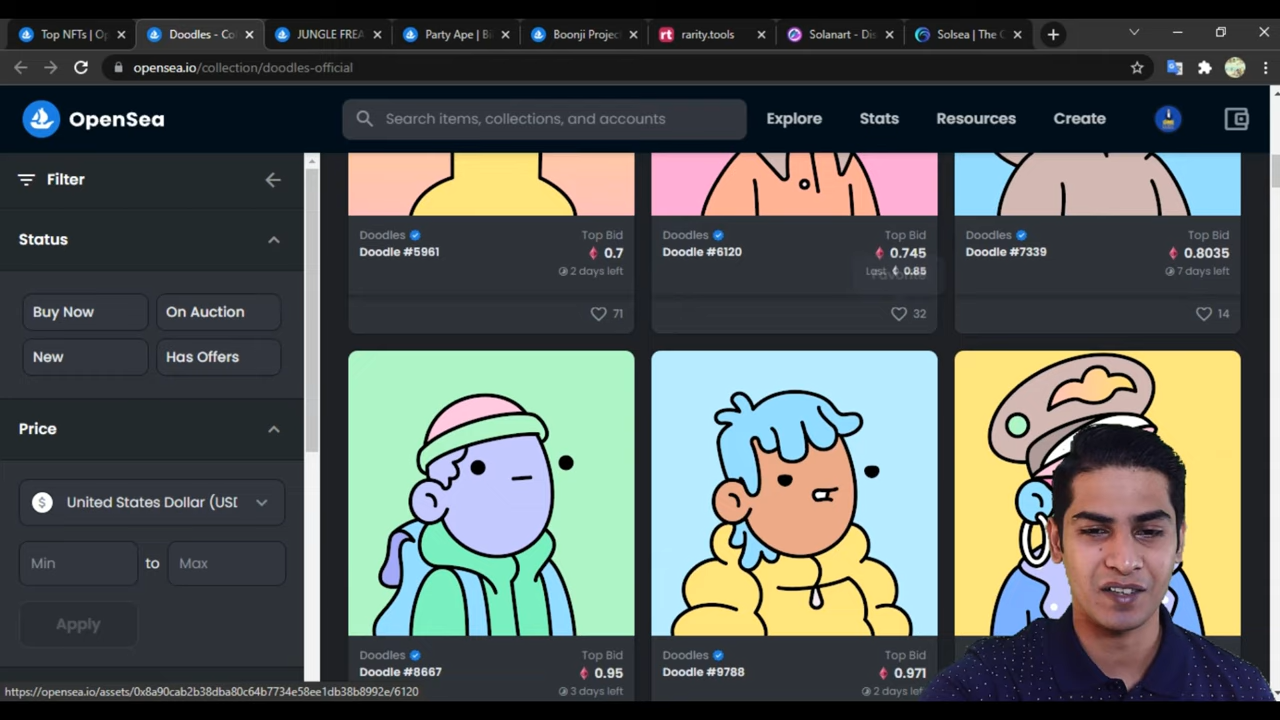 Top NFTs | Op
Doodles - Co
JUNGLE FREA
Party Ape | Bi
Boonji Projec
rt
rarity.tools
Solanart - Dis
Solsea | The
opensea.io/collection/doodles-official
OpenSea
Search items, collections, and accounts
Explore
Stats
Resources
Create
Filter
Status
Buy Now
On Auction
New
Has Offers
Price
$
United States Dollar (USD
Min
to
Max
Apply
Doodles
Top Bid
Doodle #5961
0.7
2 days left
71
Doodles
Top Bid
Doodle #6120
0.745
Last
0.85
32
Doodles
Top Bid
Doodle #7339
0.8035
7 days left
14
Doodles
Top Bid
Doodle #8667
0.95
3 days left
Doodles
Top Bid
Doodle #9788
0.971
2 days left
https://opensea.io/assets/0x8a90cab2b38dba80c64b7734e58ee1db38b8992e/6120